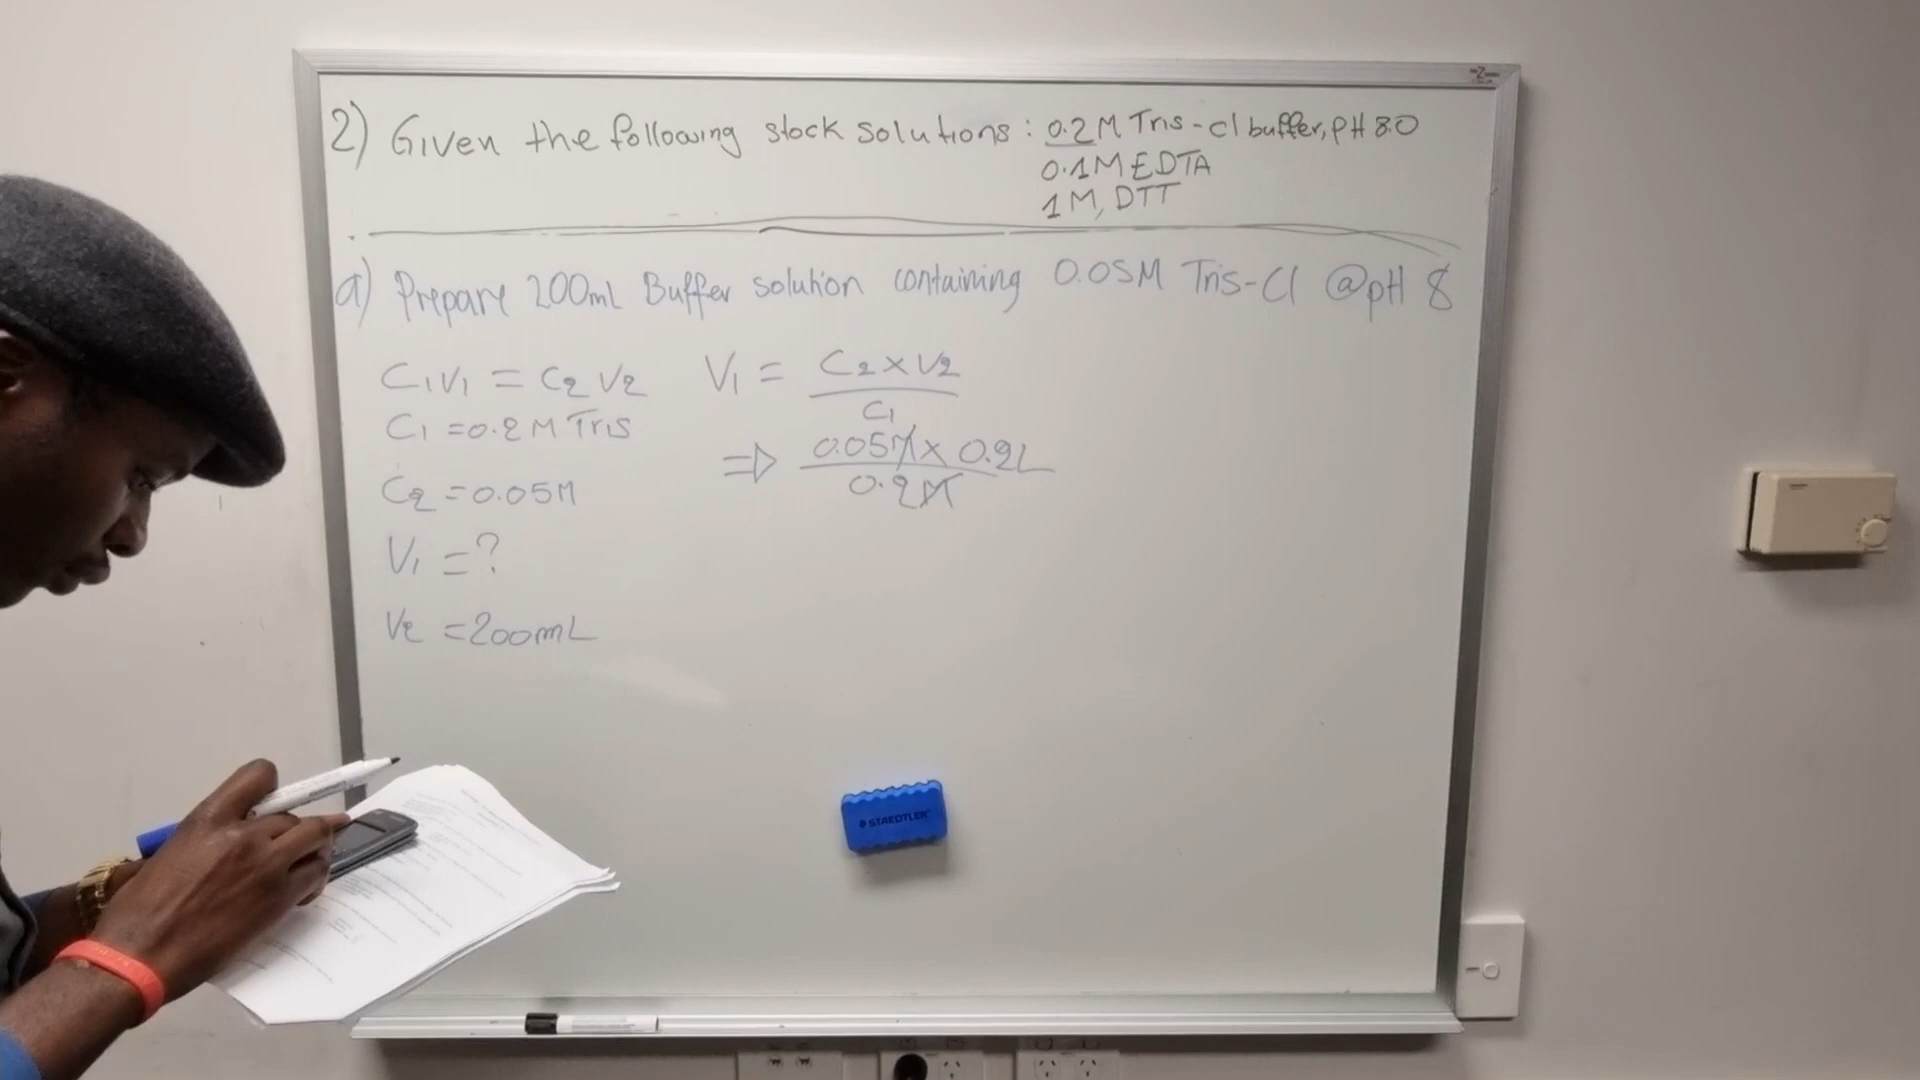 2) Given the following stock solutions: 0.2M Tris-Cl buffer, pH 8.0
0.1M EDTA
1M, DTT
a) Prepare 200mL Buffer solution containing 0.05M Tris-Cl @pH 8
C1V1 = C2V2
C1 = 0.2M Tris
C2 = 0.05M
V1 = ?
V2 = 200mL
V1 = C2 x V2
C1
⇒ 0.05M x 0.2L
0.2M
STAEDTLER